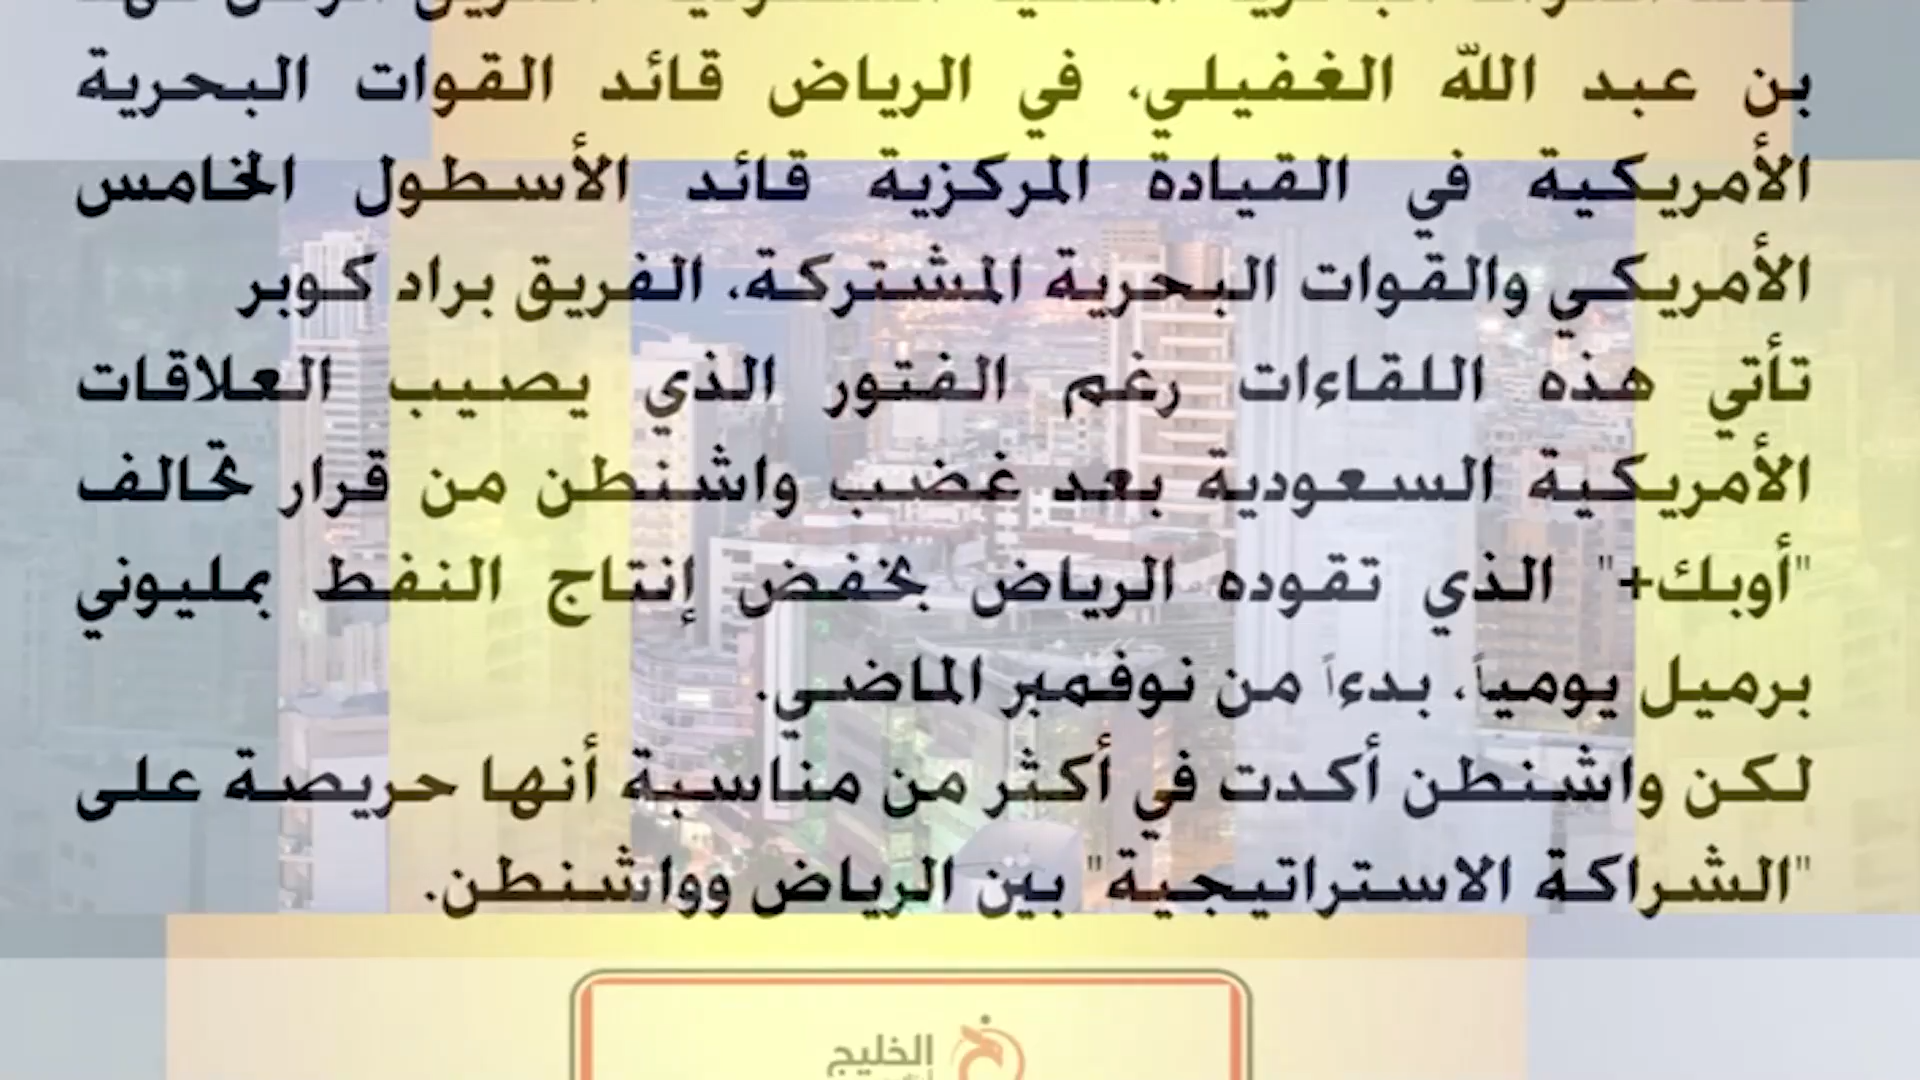 بن عبد الله الغفيلي، في الرياض قائد القوات البحرية
الأمريكية في القيادة المركزية قائد الأسطول الخامس
الأمريكي والقوات البحرية المشتركة، الفريق براد كوبر
تأتي هذه اللقاءات رغم الفتور الذي يصيب العلاقات
الأمريكية السعودية بعد غضب واشنطن من قرار تحالف
"أوبك+" الذي تقوده الرياض بخفض إنتاج النفط بمليوني
برميل يومياً، بدءاً من نوفمبر الماضي.
لكن واشنطن أكدت في أكثر من مناسبة أنها حريصة على
"الشراكة الاستراتيجية" بين الرياض وواشنطن.
الخليج